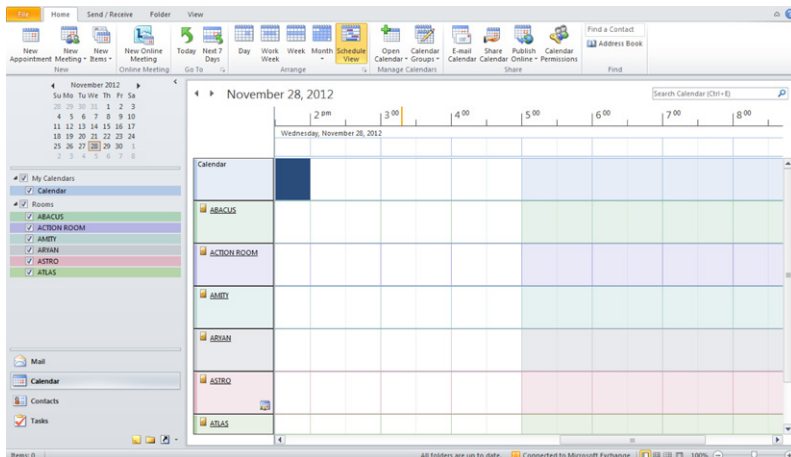 File Home Send / Receive Folder View
New Appointment
New Meeting
New Items
New
New Online Meeting
Online Meeting
Today
Next 7 Days
Go To
Day
Work Week
Week
Month
Schedule View
Arrange
Open Calendar
Calendar Groups
Manage Calendars
E-mail Calendar
Share Calendar
Publish Online
Calendar Permissions
Share
Find a Contact
Address Book
Find
November 2012
Su Mo Tu We Th Fr Sa
28 29 30 31 1 2 3
4 5 6 7 8 9 10
11 12 13 14 15 16 17
18 19 20 21 22 23 24
25 26 27 28 29 30 1
2 3 4 5 6 7 8
My Calendars
Calendar
Rooms
ABACUS
ACTION ROOM
AMITY
ARYAN
ASTRO
ATLAS
Mail
Calendar
Contacts
Tasks
November 28, 2012
Search Calendar (Ctrl+E)
2 pm 3 00 4 00 5 00 6 00 7 00 8 00
Wednesday, November 28, 2012
Calendar
ABACUS
ACTION ROOM
AMITY
ARYAN
ASTRO
ATLAS
Items: 0
All folders are up to date. Connected to Microsoft Exchange 100%